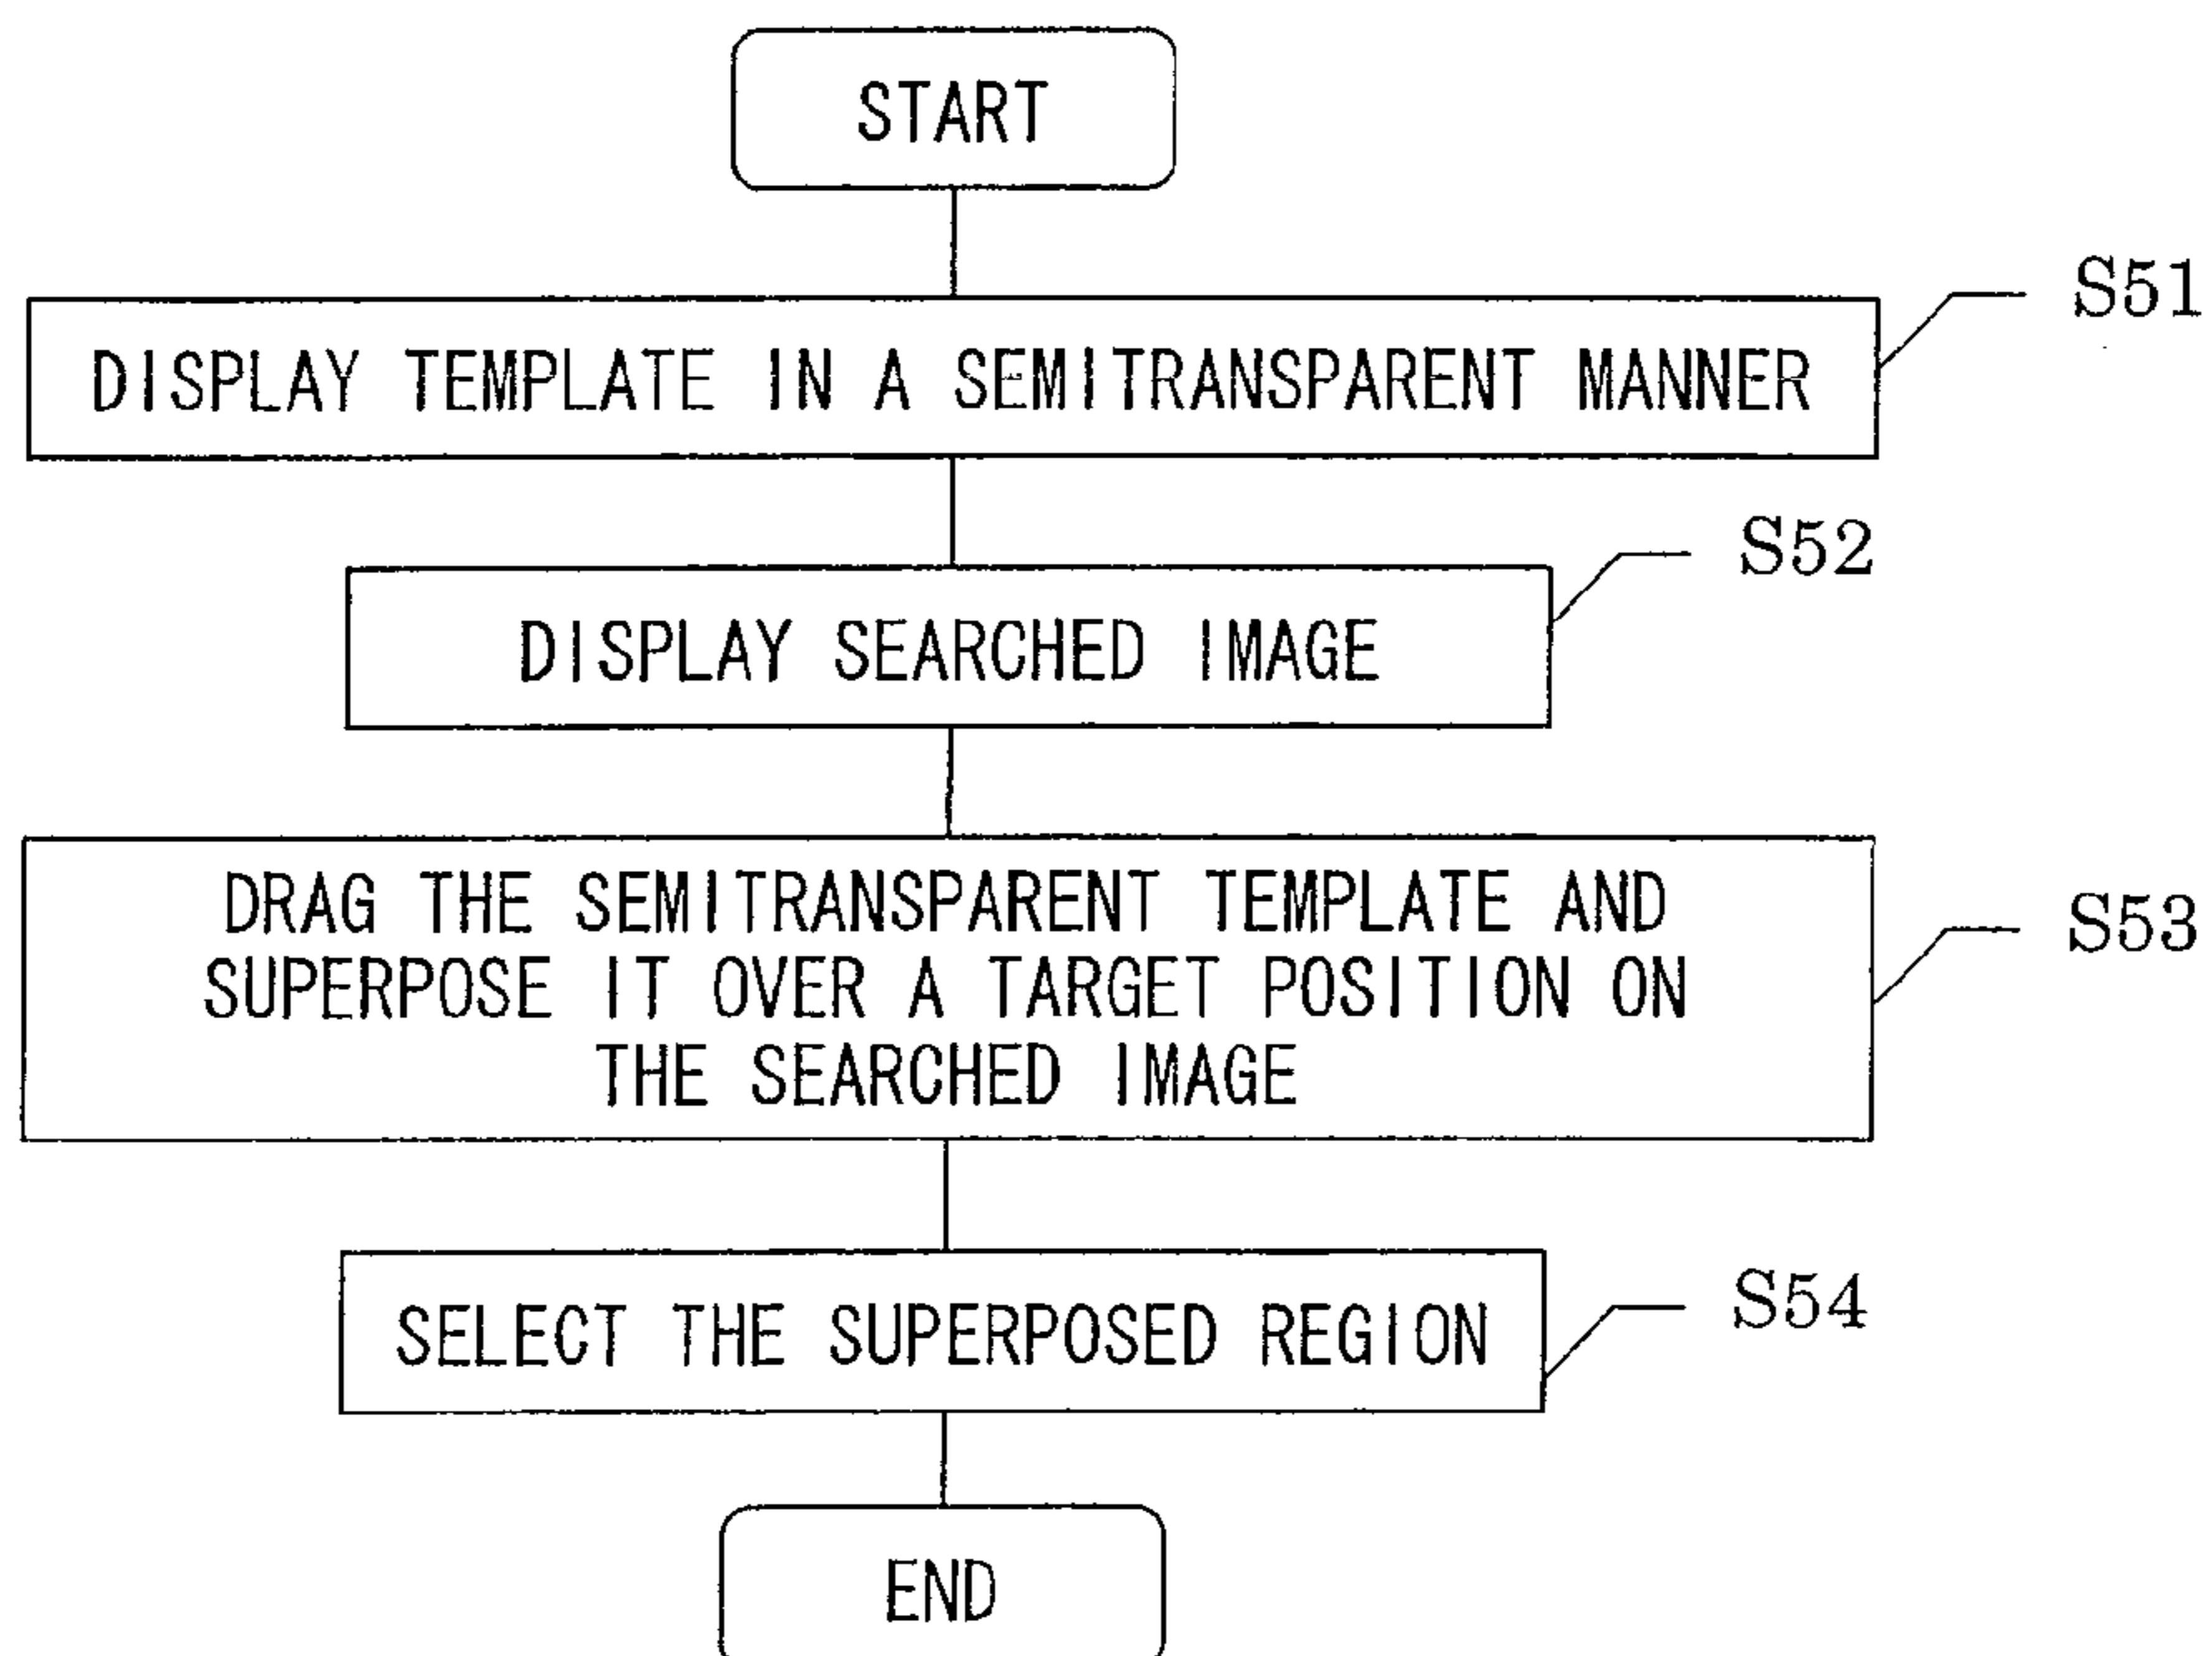 START
S51
DISPLAY TEMPLATE IN A SEMITRANSPARENT MANNER
S52
DISPLAY SEARCHED IMAGE
DRAG THE SEMITRANSPARENT TEMPLATE AND
SUPERPOSE IT OVER A TARGET POSITION ON
THE SEARCHED IMAGE
S53
SELECT THE SUPERPOSED REGION
S54
END